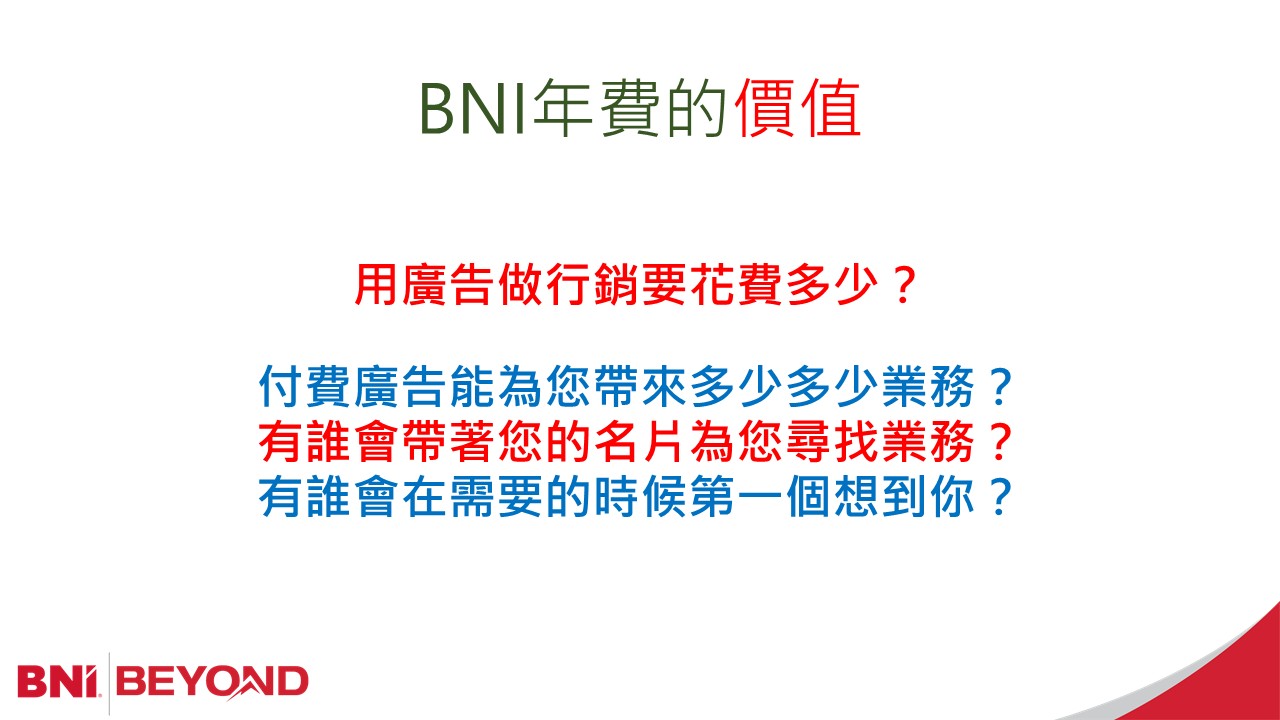 BNI年費的價值
用廣告做行銷要花費多少？
付費廣告能為您帶來多少多少業務？
有誰會帶著您的名片為您尋找業務？
有誰會在需要的時候第一個想到你？
BNI® BEYOND